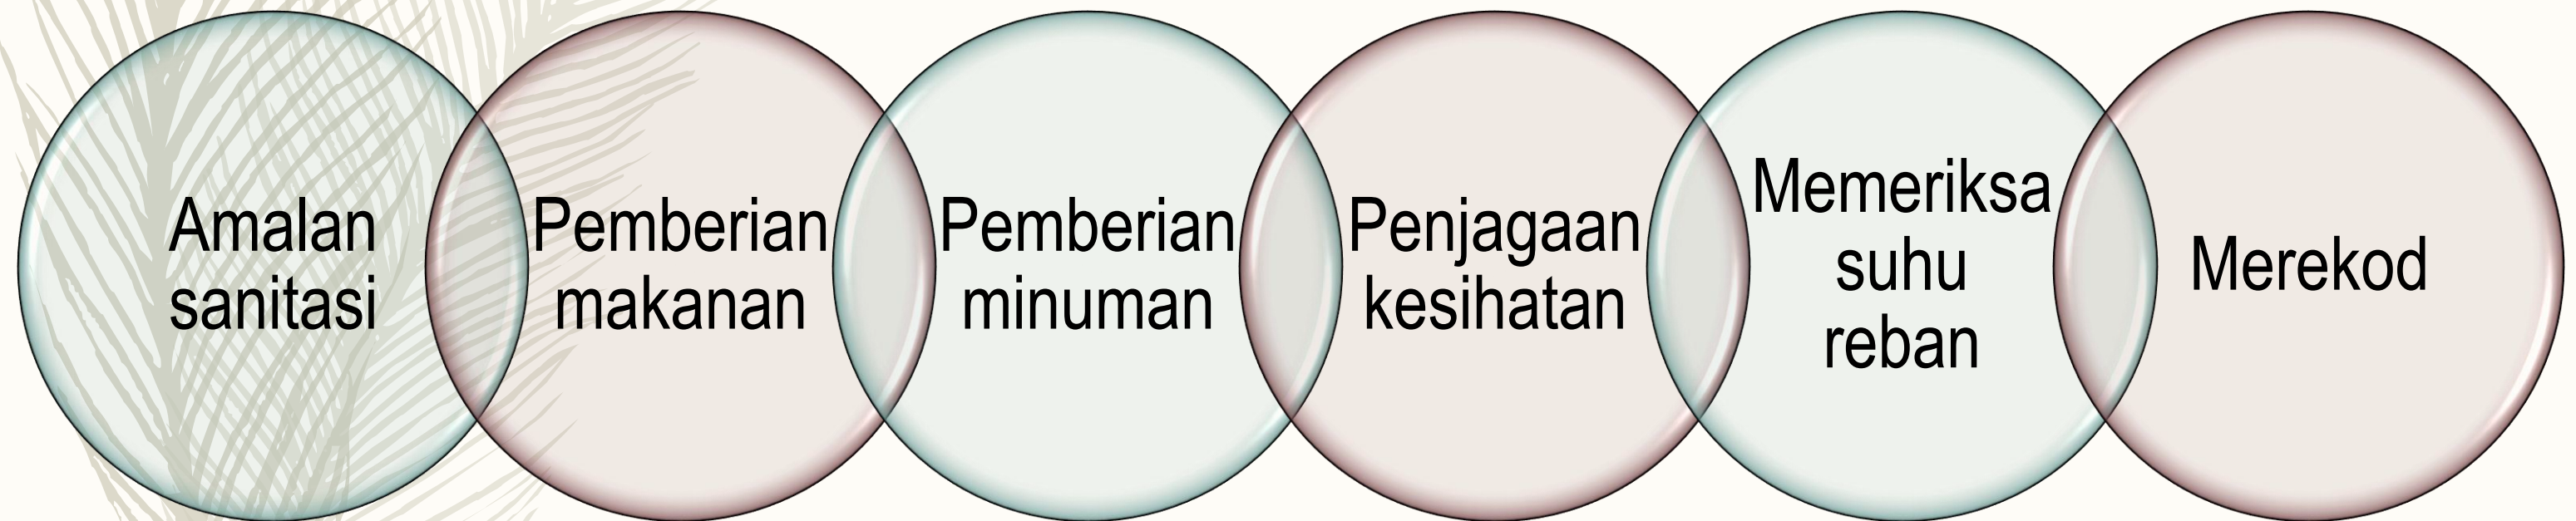 Amalan
sanitasi
Pemberian
makanan
Pemberian
minuman
Penjagaan
kesihatan
Memeriksa
suhu
reban
Merekod